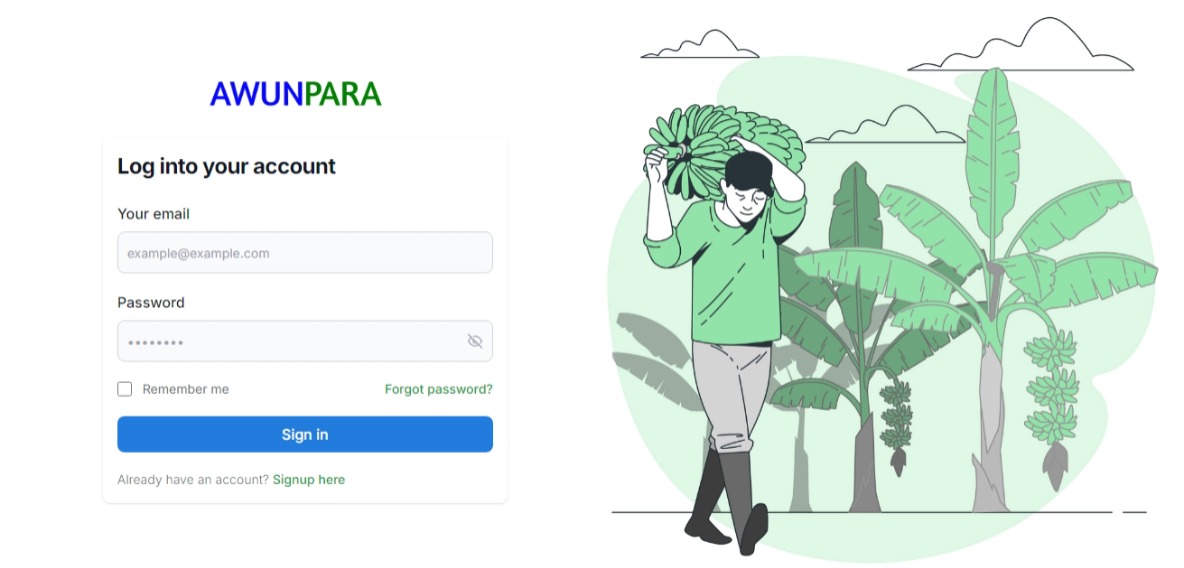 AWUNPARA
Log into your account
Your email
example@example.com
Password
••••••••
Remember me
Forgot password?
Sign in
Already have an account? Signup here